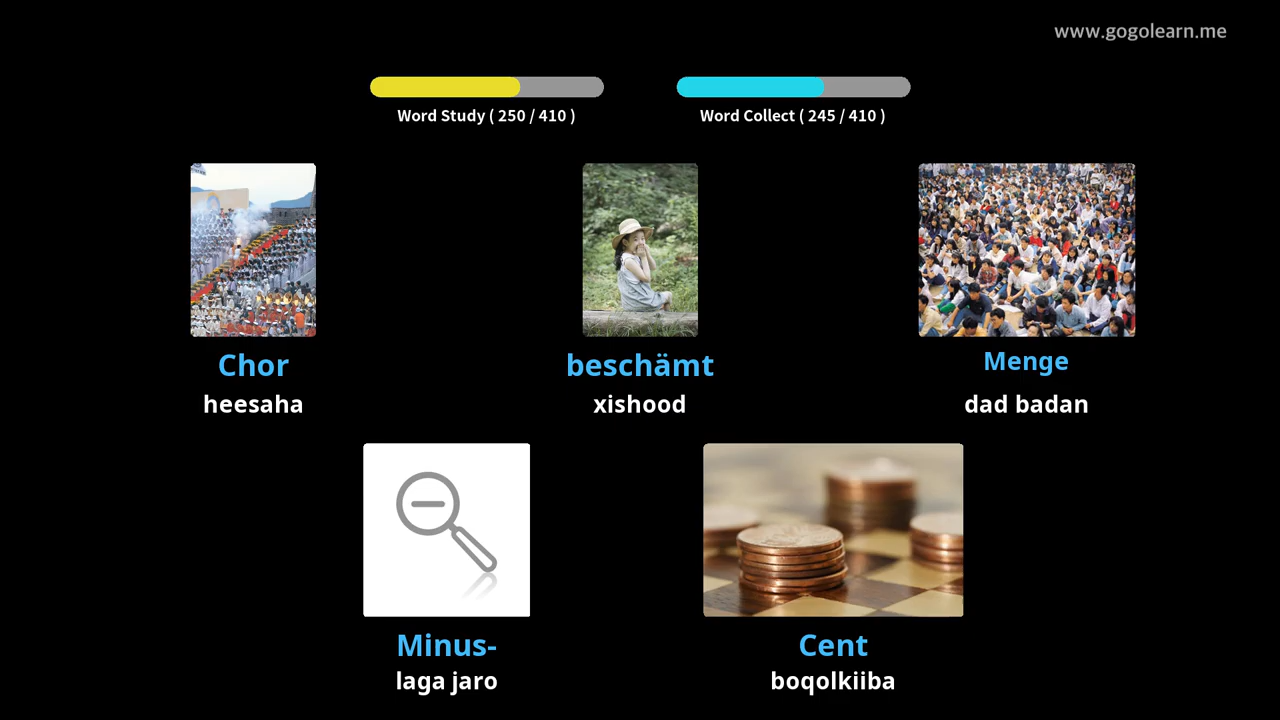 www.gogolearn.me
Word Study ( 250 / 410 )
Word Collect ( 245 / 410 )
Chor
heesaha
beschämt
xishood
Menge
dad badan
Minus-
laga jaro
Cent
boqolkiiba